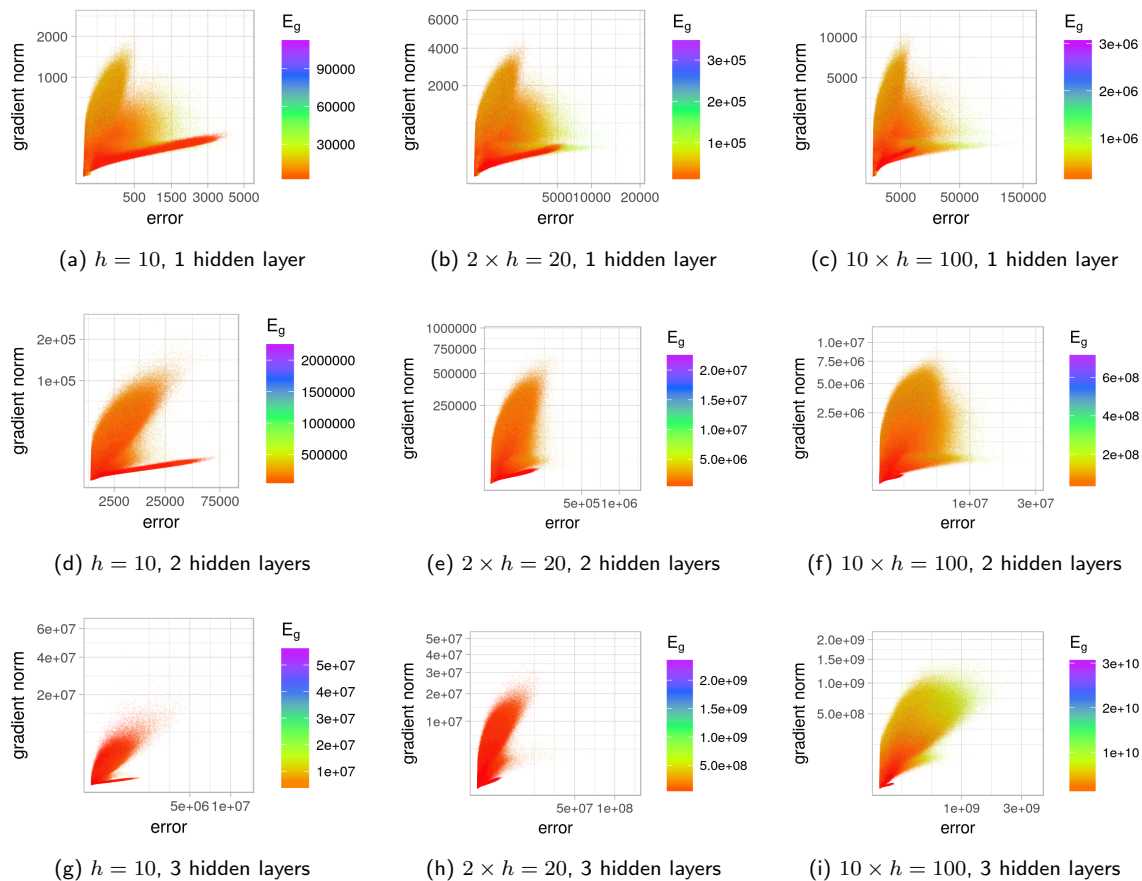 E_g
gradient norm
2000
1000
90000
60000
30000
500 1500 3000 5000
error
(a) h = 10, 1 hidden layer
E_g
gradient norm
6000
4000
2000
3e+05
2e+05
1e+05
5000 10000 20000
error
(b) 2 × h = 20, 1 hidden layer
E_g
gradient norm
10000
5000
3e+06
2e+06
1e+06
5000 50000 150000
error
(c) 10 × h = 100, 1 hidden layer
E_g
gradient norm
2e+05
1e+05
2000000
1500000
1000000
500000
2500 25000 75000
error
(d) h = 10, 2 hidden layers
E_g
gradient norm
1000000
750000
500000
250000
2.0e+07
1.5e+07
1.0e+07
5.0e+06
5e+05 1e+06
error
(e) 2 × h = 20, 2 hidden layers
E_g
gradient norm
1.0e+07
7.5e+06
5.0e+06
2.5e+06
6e+08
4e+08
2e+08
1e+07 3e+07
error
(f) 10 × h = 100, 2 hidden layers
E_g
gradient norm
6e+07
4e+07
2e+07
5e+07
4e+07
3e+07
2e+07
1e+07
5e+06 1e+07
error
(g) h = 10, 3 hidden layers
E_g
gradient norm
5e+07
4e+07
3e+07
2e+07
1e+07
2.0e+09
1.5e+09
1.0e+09
5.0e+08
5e+07 1e+08
error
(h) 2 × h = 20, 3 hidden layers
E_g
gradient norm
2.0e+09
1.5e+09
1.0e+09
5.0e+08
3e+10
2e+10
1e+10
1e+09 3e+09
error
(i) 10 × h = 100, 3 hidden layers